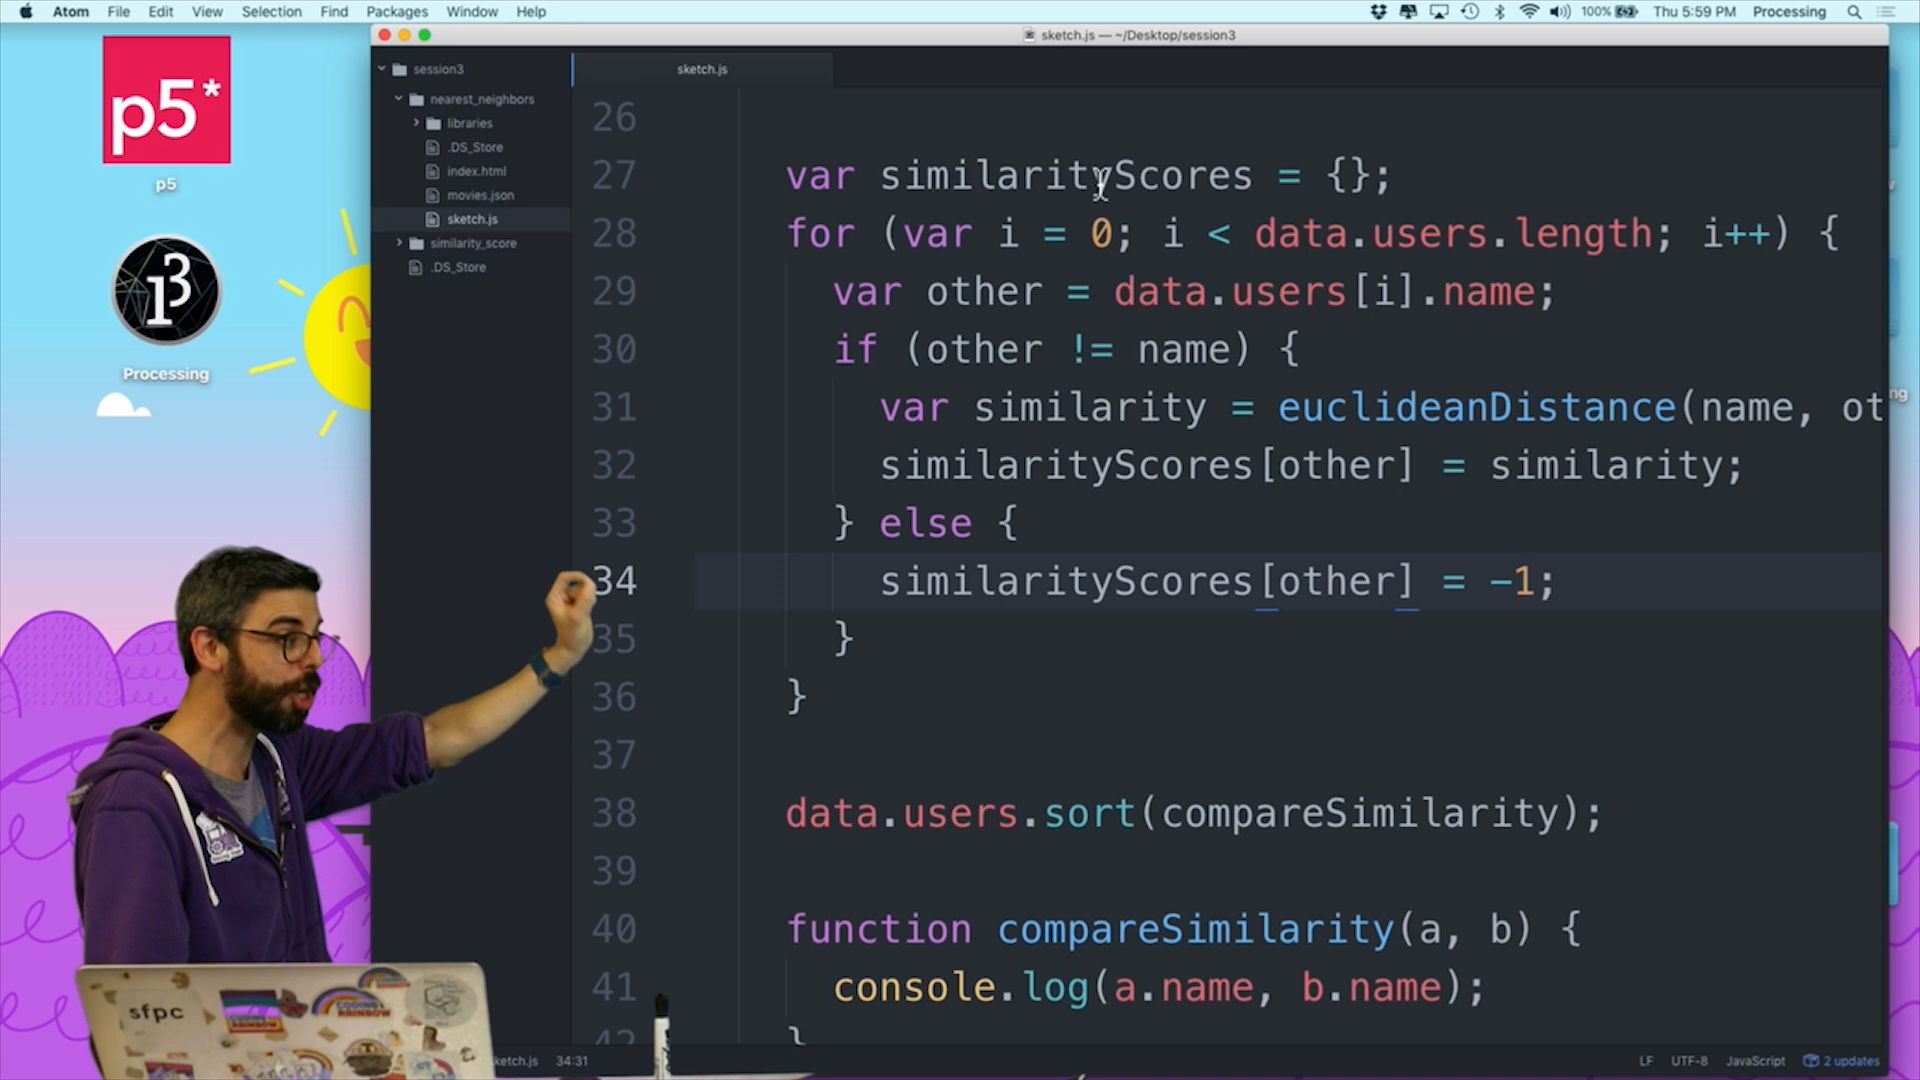 Atom File Edit View Selection Find Packages Window Help
100% Thu 5:59 PM Processing
sketch.js — ~/Desktop/session3
p5*
p5
Processing
session3
nearest_neighbors
libraries
.DS_Store
index.html
movies.json
sketch.js
similarity_score
.DS_Store
sketch.js
26
27 var similarityScores = {};
28 for (var i = 0; i < data.users.length; i++) {
29 var other = data.users[i].name;
30 if (other != name) {
31 var similarity = euclideanDistance(name, ot
32 similarityScores[other] = similarity;
33 } else {
34 similarityScores[other] = -1;
35 }
36 }
37
38 data.users.sort(compareSimilarity);
39
40 function compareSimilarity(a, b) {
41 console.log(a.name, b.name);
42 }
sfpc
CODING RAINBOW
ketch.js 34:31
LF UTF-8 JavaScript 2 updates